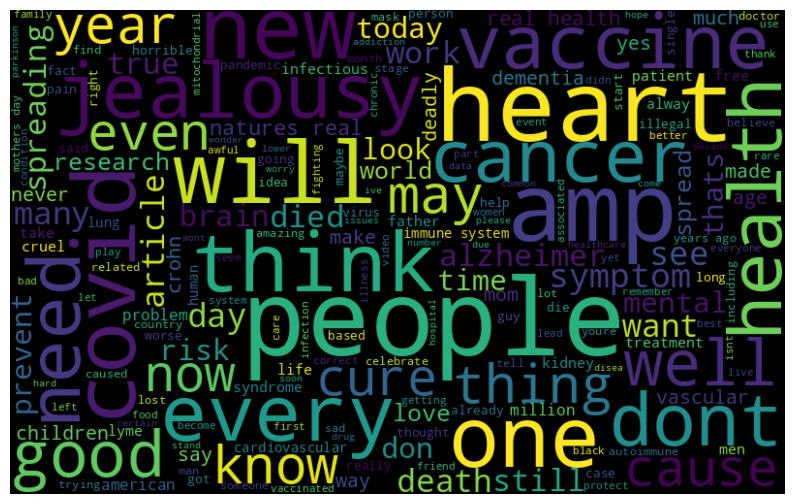 family
mask
person
hope
doctor
year
new
today
real health
much
use
parkinson
find
horrible
mitochondrial
addiction
work
vaccine
yes
single
thank
true
pandemic
month
didn
fact
stage
infectious
dementia
patient
free
pain
right
jealousy
deadly
heart
start
alway
event
illegal
believe
spreading
mothers day
condition
said
even
natures real
wonder
lower
going
look
better
part
decade
research
awful
worry
fighting
maybe
ive
world
cancer
data
rare
never
will
idea
common
come
made
many
lung
brain
died
virus
father
may
help
women
please
associated
spread
thats
age
health
take
article
amazing
make
video
immune system
number
issues
due
years ago
everyone
cruel
play
crohn
wont
seem
alzheimer
healthcare
yet
see
amp
related
covid
human
think
time
symptom
long
remember
including
bad
let
system
illness
mom
lot
die
mental
need
problem
day
people
guy
youre
want
best
prevent
country
worse
risk
care
based
hospital
lead
treatment
isnt
live
infection
correct
celebrate
tell
kidney
disea
well
hard
caused
now
life
cure
thing
vascular
left
lost
syndrome
soon
getting
food
certain
every
love
already
million
dont
children
lyme
become
first
sad
drug
thought
one
stand
say
cardiovascular
don
black
autoimmune
men
good
man
know
really
friend
case
protect
cause
trying
american
got
someone
vaccinated
way
death
still
chronic